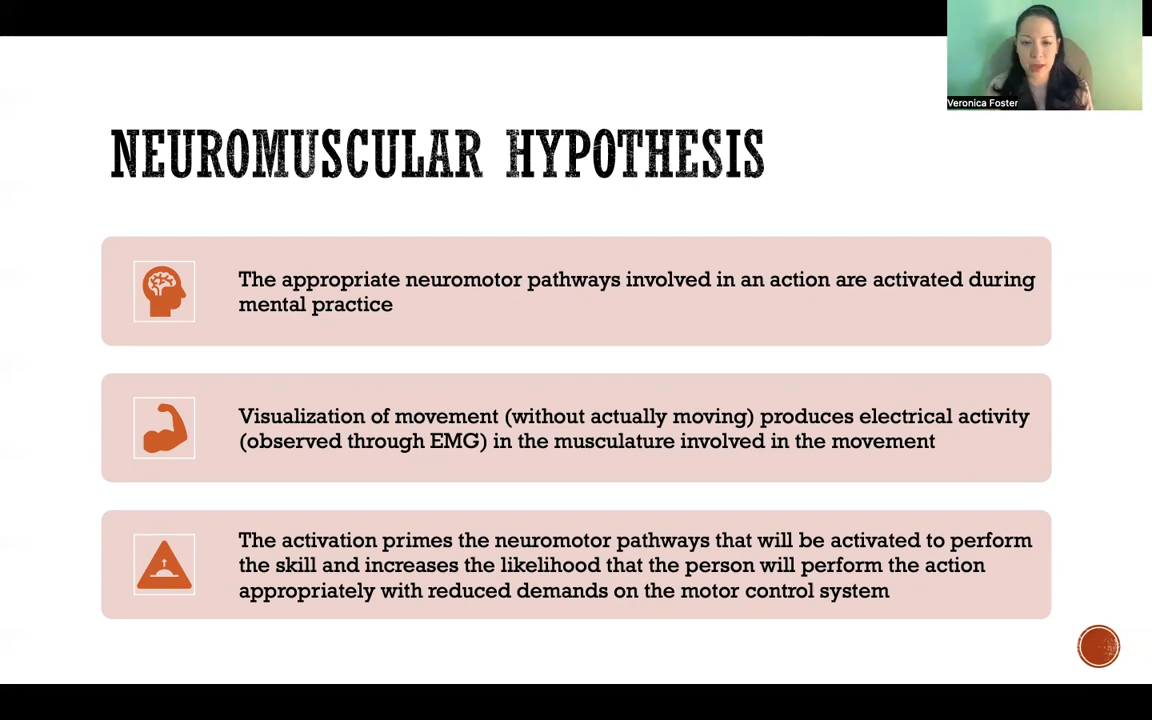 Veronica Foster
NEUROMUSCULAR HYPOTHESIS
The appropriate neuromotor pathways involved in an action are activated during
mental practice
Visualization of movement (without actually moving) produces electrical activity
(observed through EMG) in the musculature involved in the movement
The activation primes the neuromotor pathways that will be activated to perform
the skill and increases the likelihood that the person will perform the action
appropriately with reduced demands on the motor control system